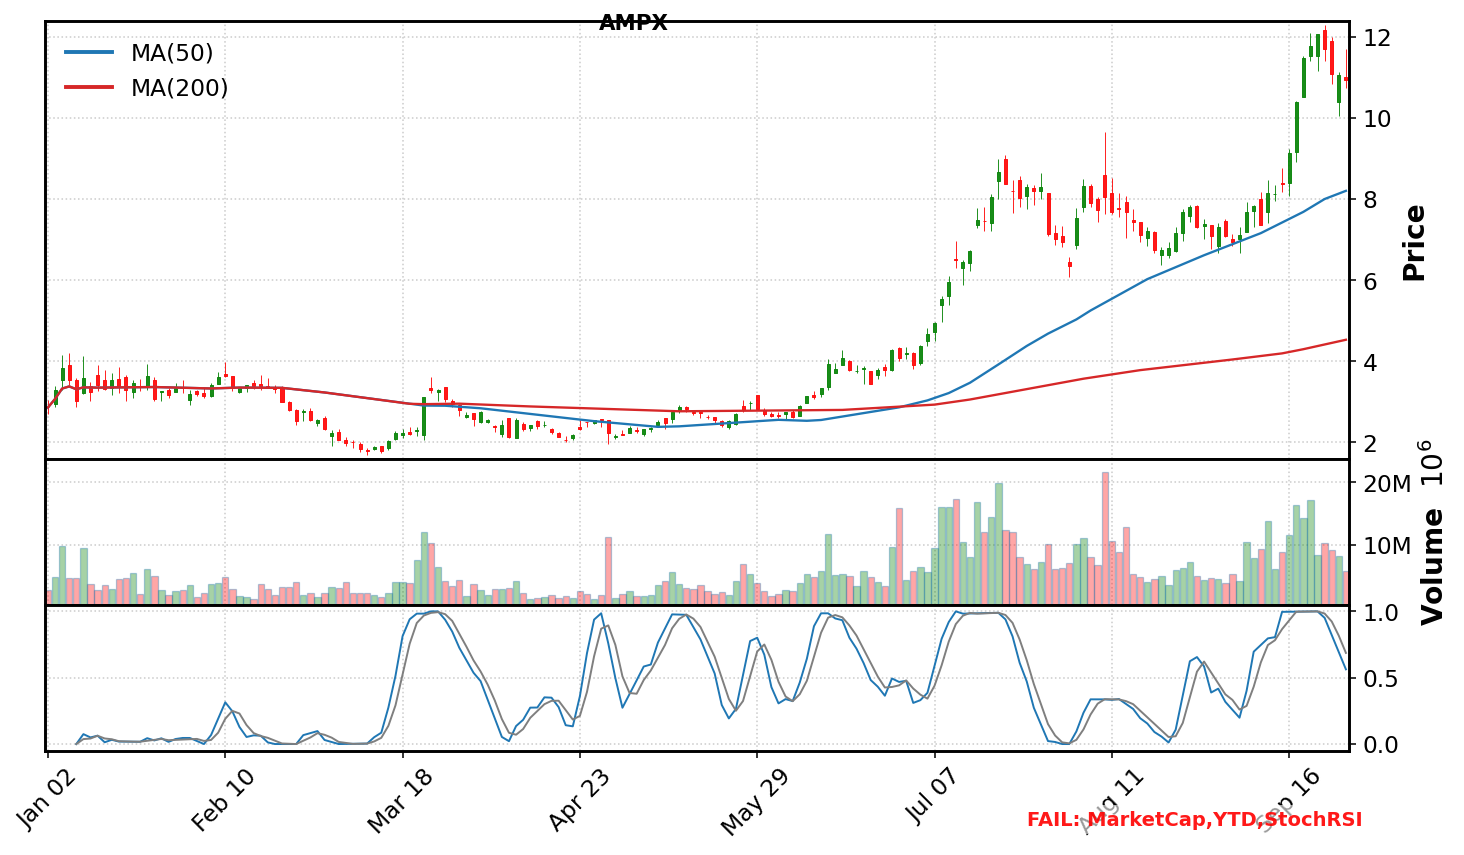 AMPX
MA(50)
MA(200)
12
10
8
6
4
2
Price
20M
10M
Volume 10^6
1.0
0.5
0.0
Jan 02
Feb 10
Mar 18
Apr 23
May 29
Jul 07
Aug 11
Sep 16
FAIL: MarketCap,YTD,StochRSI